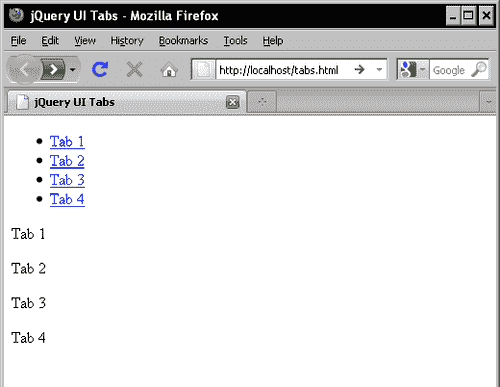 jQuery UI Tabs - Mozilla Firefox
File Edit View History Bookmarks Tools Help
http://localhost/tabs.html Google
jQuery UI Tabs
Tab 1
Tab 2
Tab 3
Tab 4
Tab 1
Tab 2
Tab 3
Tab 4